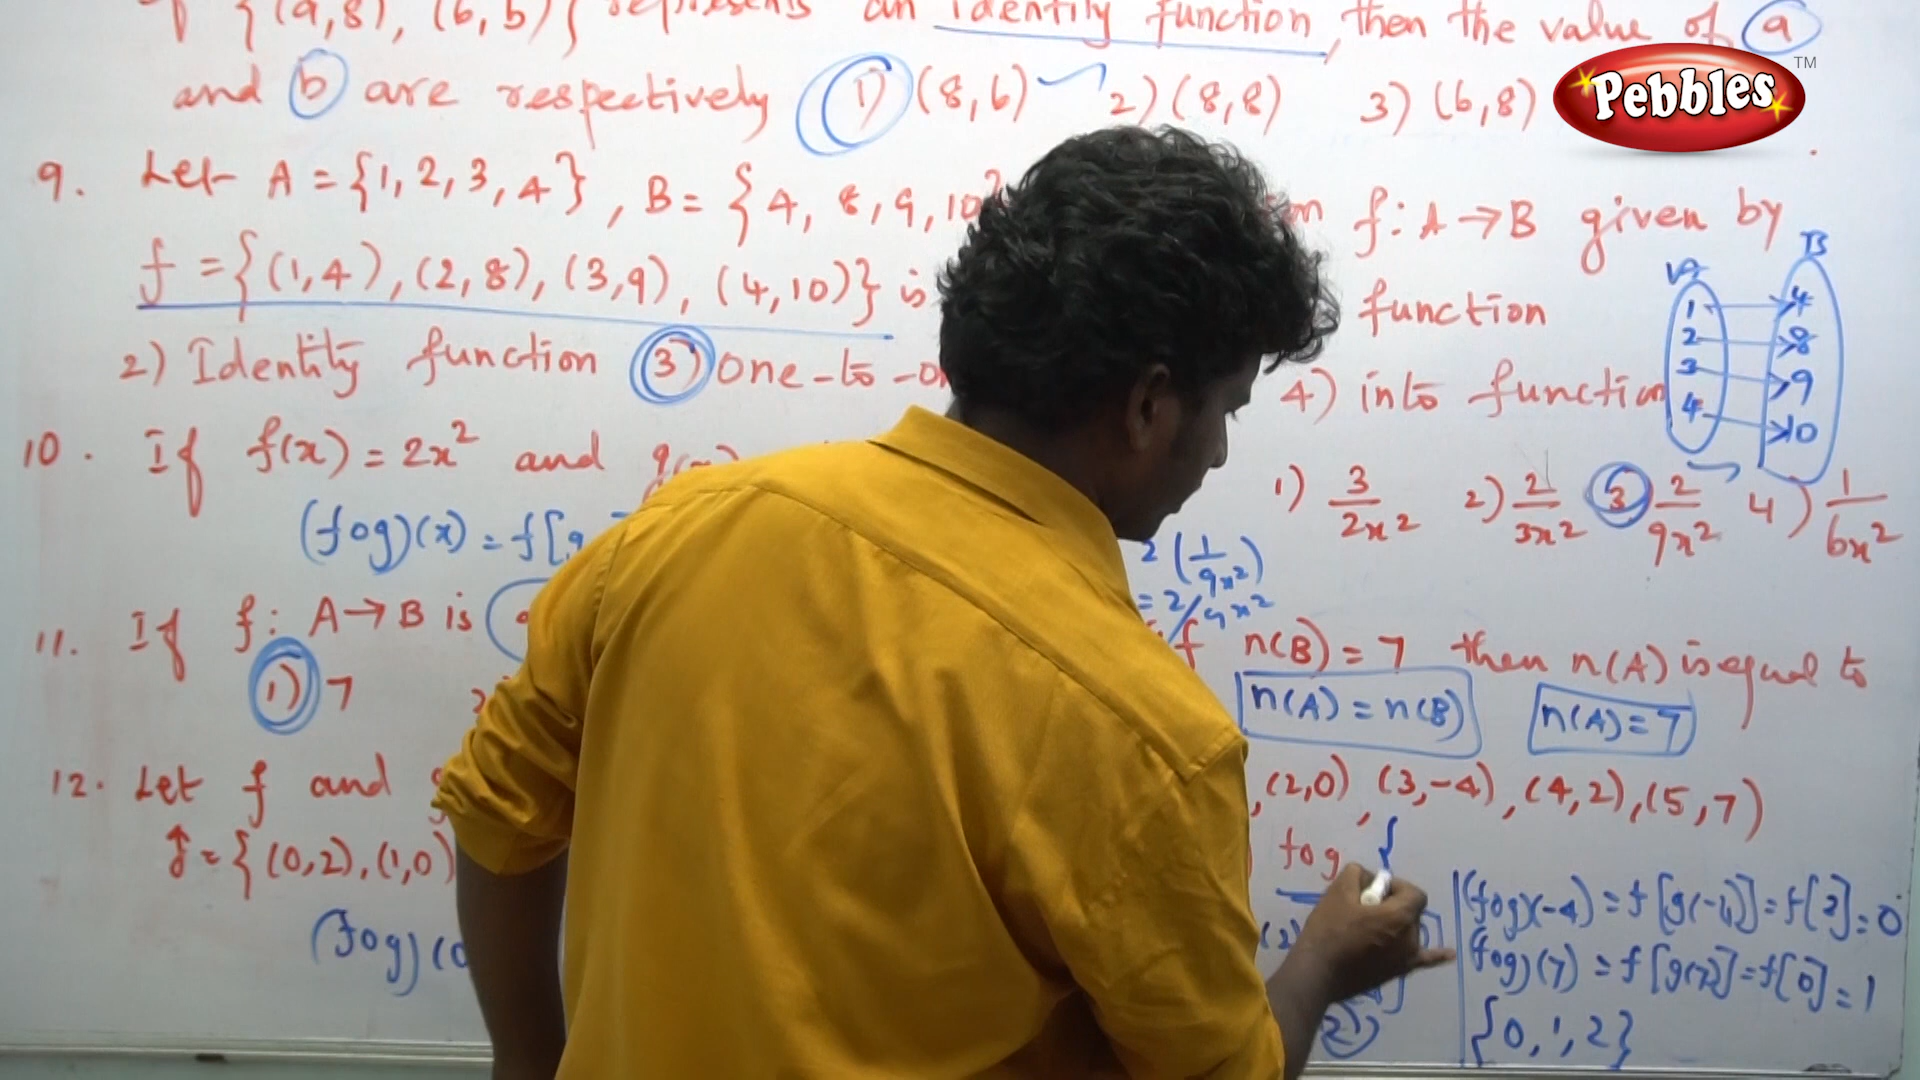 {(a,8), (6,b)} represents an identity function, then the value of a
and b are respectively 1) (8,6) 2) (8,8) 3) (6,8)
Pebbles TM
9. Let A = {1, 2, 3, 4}, B = {4, 8, 9, 10 f: A→B given by
f = {(1,4), (2,8), (3,9), (4,10)} is function
2) Identity function 3) one-to-on 4) into function
A B
1 4
2 8
3 9
4 10
10. If f(x) = 2x² and 1) 3/2x² 2) 2/3x² 3) 2/9x² 4) 1/6x²
(fog)(x) = f[g 2(1/9x²)
= 2/9x²
11. If f: A→B is n(B) = 7 then n(A) is equal to
1) 7 n(A) = n(B) n(A) = 7
12. Let f and g , (2,0), (3,-4), (4,2), (5,7)
= {(0,2), (1,0) fog {
(fog)(-4) = f[g(-4)] = f[2] = 0
(fog)(7) = f[g(7)] = f[0] = 1
(fog)(0
{0, 1, 2}